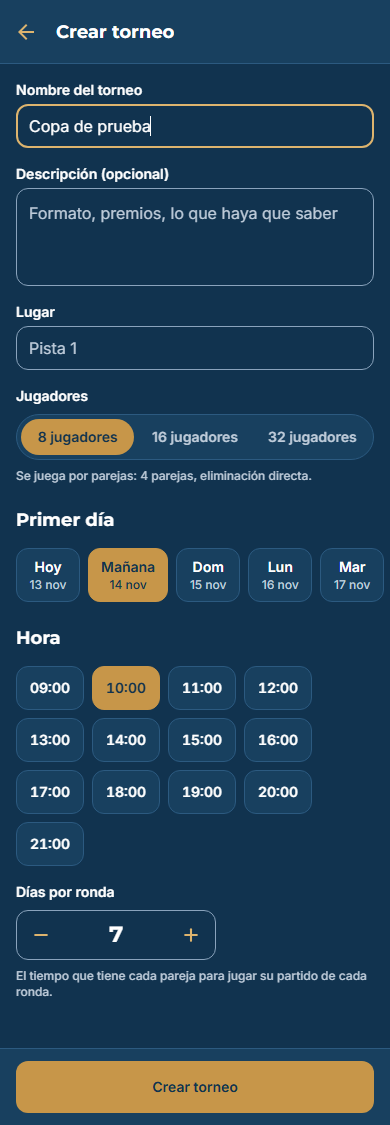 Crear torneo
Nombre del torneo
Copa de prueba
Descripción (opcional)
Formato, premios, lo que haya que saber
Lugar
Pista 1
Jugadores
8 jugadores 16 jugadores 32 jugadores
Se juega por parejas: 4 parejas, eliminación directa.
Primer día
Hoy Mañana Dom Lun Mar
13 nov 14 nov 15 nov 16 nov 17 nov
Hora
09:00 10:00 11:00 12:00
13:00 14:00 15:00 16:00
17:00 18:00 19:00 20:00
21:00
Días por ronda
− 7 +
El tiempo que tiene cada pareja para jugar su partido de cada
ronda.
Crear torneo